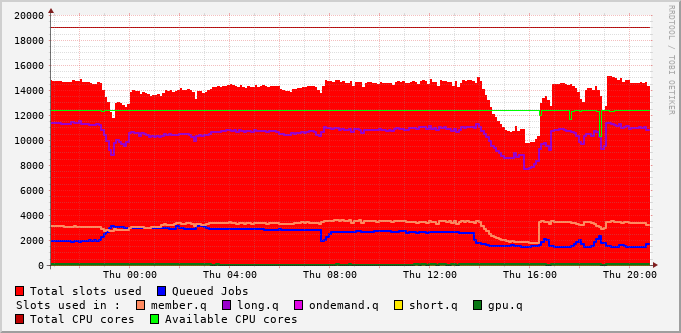 20000
18000
16000
14000
12000
10000
8000
6000
4000
2000
0
Thu 00:00 Thu 04:00 Thu 08:00 Thu 12:00 Thu 16:00 Thu 20:00
Total slots used Queued Jobs
Slots used in : member.q long.q ondemand.q short.q gpu.q
Total CPU cores Available CPU cores
RRDTOOL / TOBI OETIKER